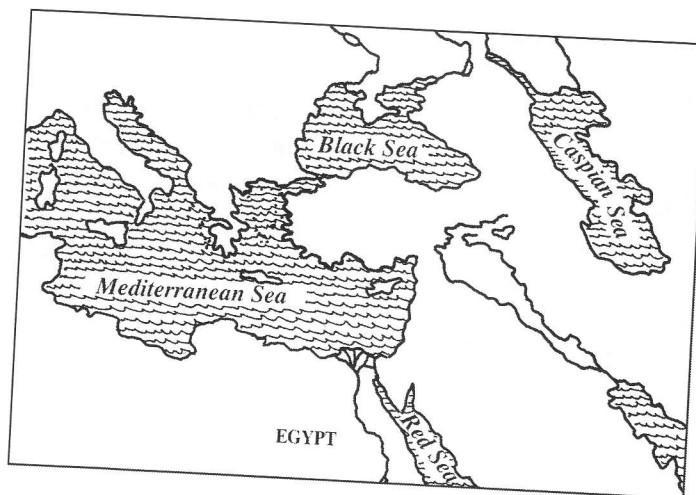 Black Sea
Caspian Sea
Mediterranean Sea
EGYPT
Red Sea